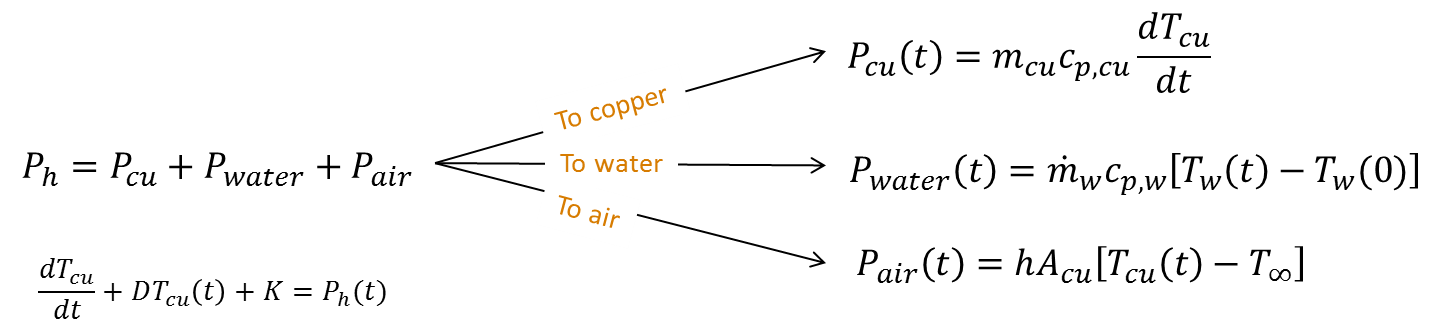 P_cu(t) = m_cu c_p,cu dT_cu/dt
To copper
P_h = P_cu + P_water + P_air
To water
P_water(t) = ṁ_w c_p,w[T_w(t) − T_w(0)]
To air
P_air(t) = hA_cu[T_cu(t) − T_∞]
dT_cu/dt + DT_cu(t) + K = P_h(t)